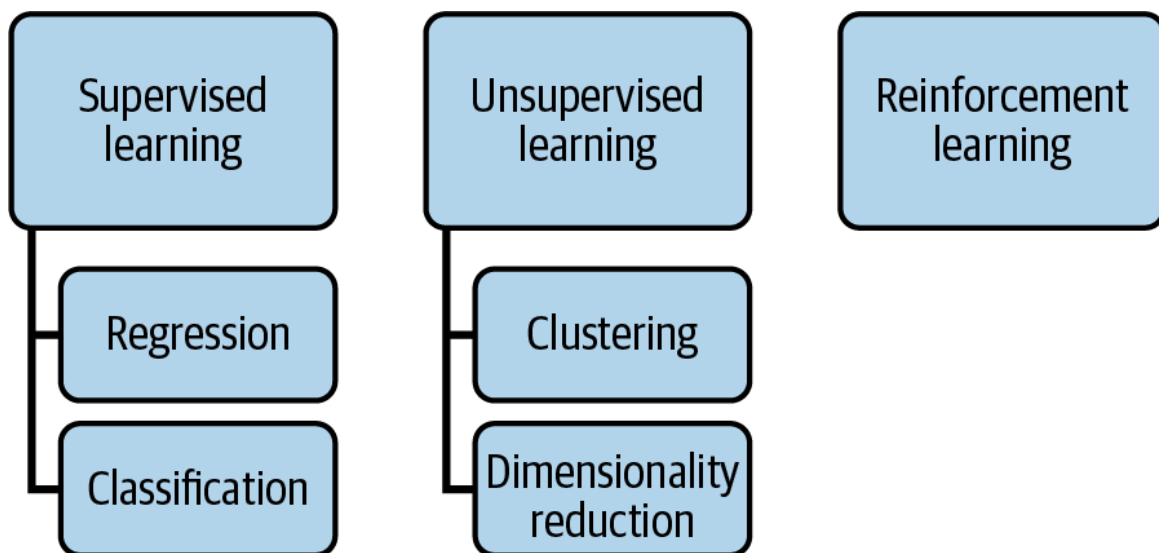 Supervised
learning
Regression
Classification
Unsupervised
learning
Clustering
Dimensionality
reduction
Reinforcement
learning